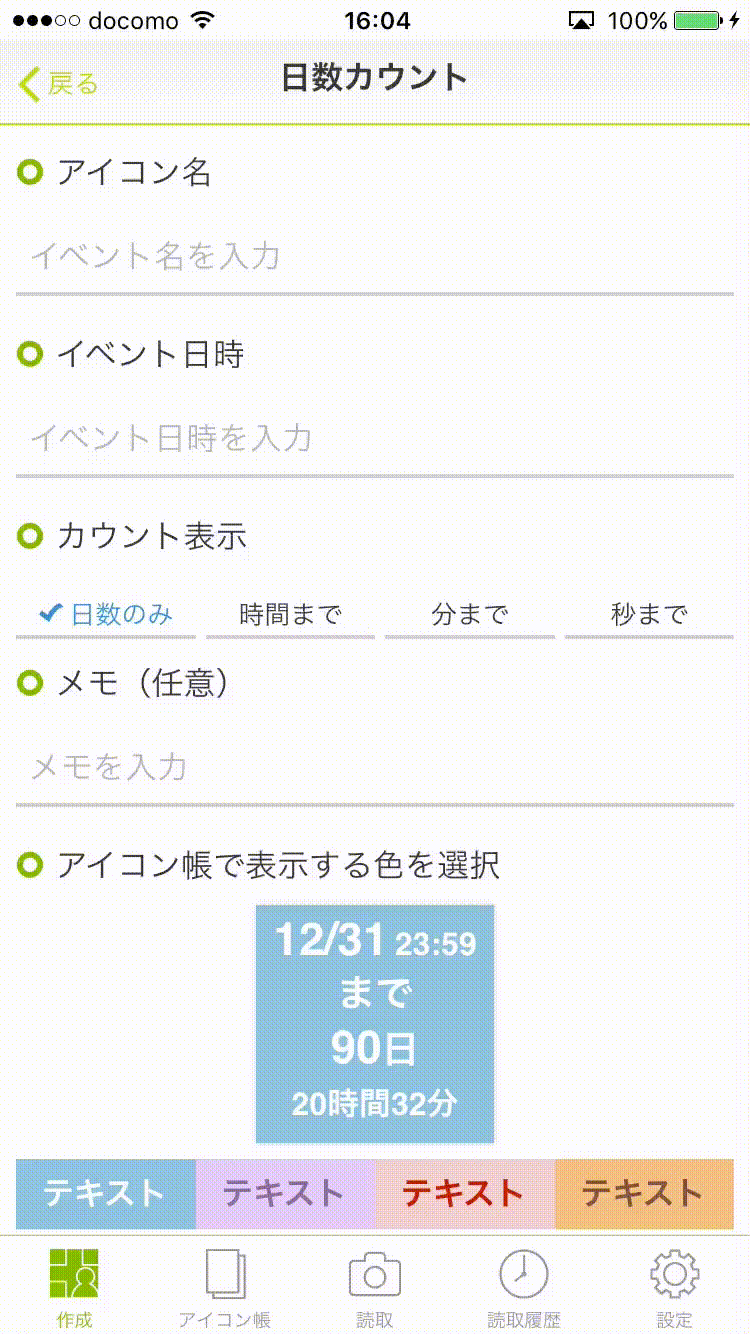 docomo 16:04 100%
戻る 日数カウント
アイコン名
イベント名を入力
イベント日時
イベント日時を入力
カウント表示
日数のみ 時間まで 分まで 秒まで
メモ（任意）
メモを入力
アイコン帳で表示する色を選択
12/31 23:59
まで
90日
20時間32分
テキスト テキスト テキスト テキスト
作成 アイコン帳 読取 読取履歴 設定